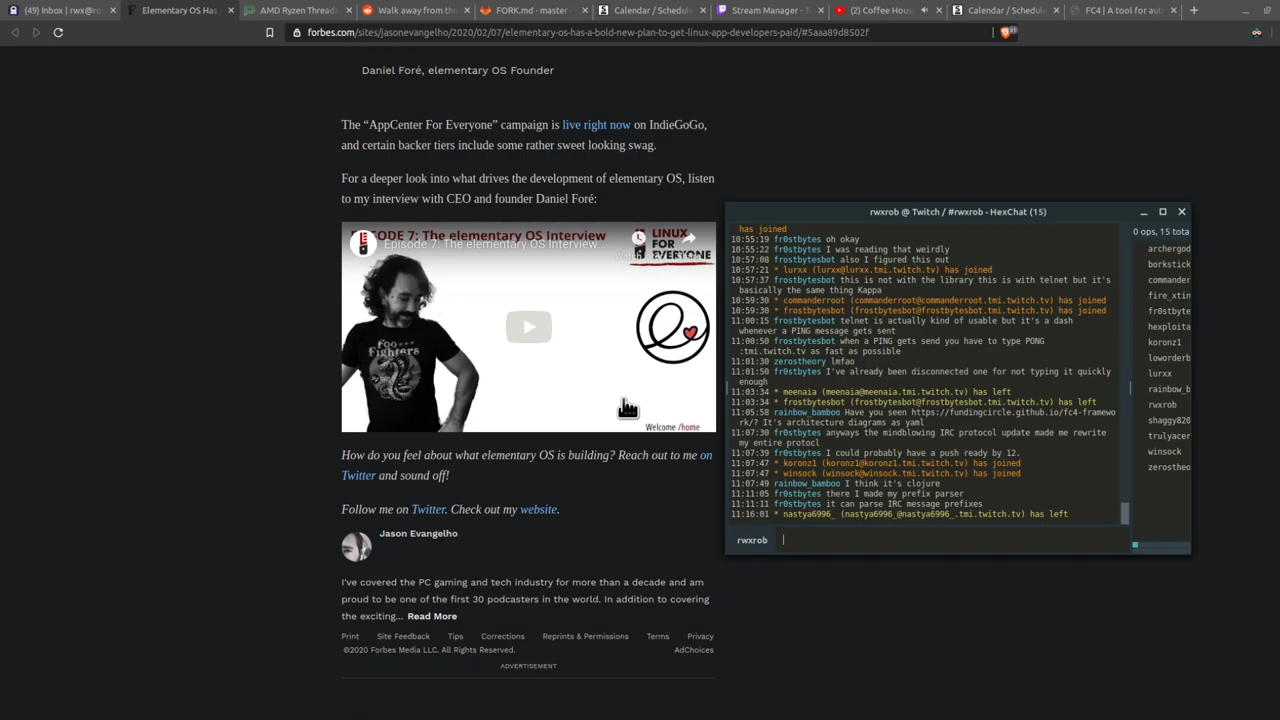 (49) Inbox | rwx@ro
Elementary OS Has
AMD Ryzen Threadr
Walk away from tho
FORK.md · master
Calendar / Schedule
Stream Manager - T
(2) Coffee Hous
Calendar / Schedule
FC4 | A tool for aut
forbes.com/sites/jasonevangelho/2020/02/07/elementary-os-has-a-bold-new-plan-to-get-linux-app-developers-paid/#5aaa89d8502f
Daniel Foré, elementary OS Founder
The “AppCenter For Everyone” campaign is live right now on IndieGoGo,
and certain backer tiers include some rather sweet looking swag.
For a deeper look into what drives the development of elementary OS, listen
to my interview with CEO and founder Daniel Foré:
Episode 7: The elementary OS Interview...
LINUX
FOR
EVERYONE
FOO
FIGHTERS
Welcome /home
How do you feel about what elementary OS is building? Reach out to me on
Twitter and sound off!
Follow me on Twitter. Check out my website.
Jason Evangelho
I've covered the PC gaming and tech industry for more than a decade and am
proud to be one of the first 30 podcasters in the world. In addition to covering
the exciting... Read More
Print Site Feedback Tips Corrections Reprints & Permissions Terms Privacy
©2020 Forbes Media LLC. All Rights Reserved. AdChoices
ADVERTISEMENT
rwxrob @ Twitch / #rwxrob - HexChat (15)
has joined
10:55:19 fr0stbytes oh okay
10:55:22 fr0stbytes I was reading that weirdly
10:57:08 frostbytesbot also I figured this out
10:57:21 * lurxx (lurxx@lurxx.tmi.twitch.tv) has joined
10:57:37 frostbytesbot this is not with the library this is with telnet but it's
basically the same thing Kappa
10:59:30 * commanderroot (commanderroot@commanderroot.tmi.twitch.tv) has joined
10:59:30 * frostbytesbot (frostbytesbot@frostbytesbot.tmi.twitch.tv) has joined
11:00:15 frostbytesbot telnet is actually kind of usable but it's a dash
whenever a PING message gets sent
11:00:50 frostbytesbot when a PING gets send you have to type PONG
:tmi.twitch.tv as fast as possible
11:01:30 zerostheory lmfao
11:01:50 fr0stbytes I've already been disconnected one for not typing it quickly
enough
11:03:34 * meenaia (meenaia@meenaia.tmi.twitch.tv) has left
11:03:34 * frostbytesbot (frostbytesbot@frostbytesbot.tmi.twitch.tv) has left
11:05:58 rainbow_bamboo Have you seen https://fundingcircle.github.io/fc4-framewo
rk/? It's architecture diagrams as yaml
11:07:30 fr0stbytes anyways the mindblowing IRC protocol update made me rewrite
my entire protocl
11:07:39 fr0stbytes I could probably have a push ready by 12.
11:07:47 * koronz1 (koronz1@koronz1.tmi.twitch.tv) has joined
11:07:47 * winsock (winsock@winsock.tmi.twitch.tv) has joined
11:07:49 rainbow_bamboo I think it's clojure
11:11:05 fr0stbytes there I made my prefix parser
11:11:11 fr0stbytes it can parse IRC message prefixes
11:16:01 * nastya6996_ (nastya6996_@nastya6996_.tmi.twitch.tv) has left
rwxrob
0 ops, 15 tota
archergod
borkstick
commander
fire_xtin
fr0stbyte
hexploita
koronz1
loworderb
lurxx
rainbow_b
rwxrob
shaggy820
trulyacer
winsock
zerostheo